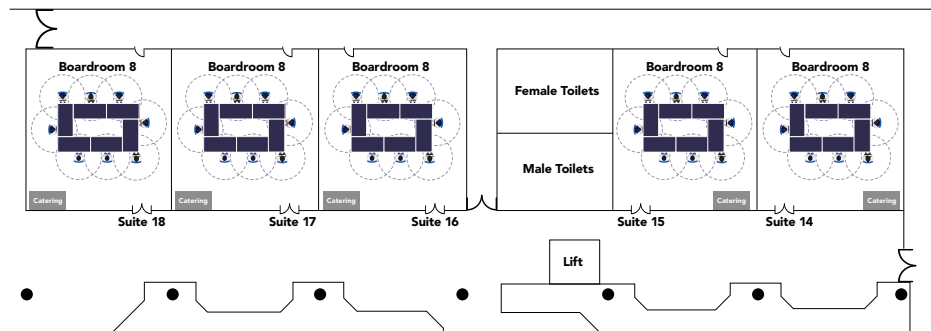 Boardroom 8
Boardroom 8
Boardroom 8
Boardroom 8
Boardroom 8
Female Toilets
Male Toilets
Catering
Catering
Catering
Catering
Catering
Suite 18
Suite 17
Suite 16
Suite 15
Suite 14
Lift